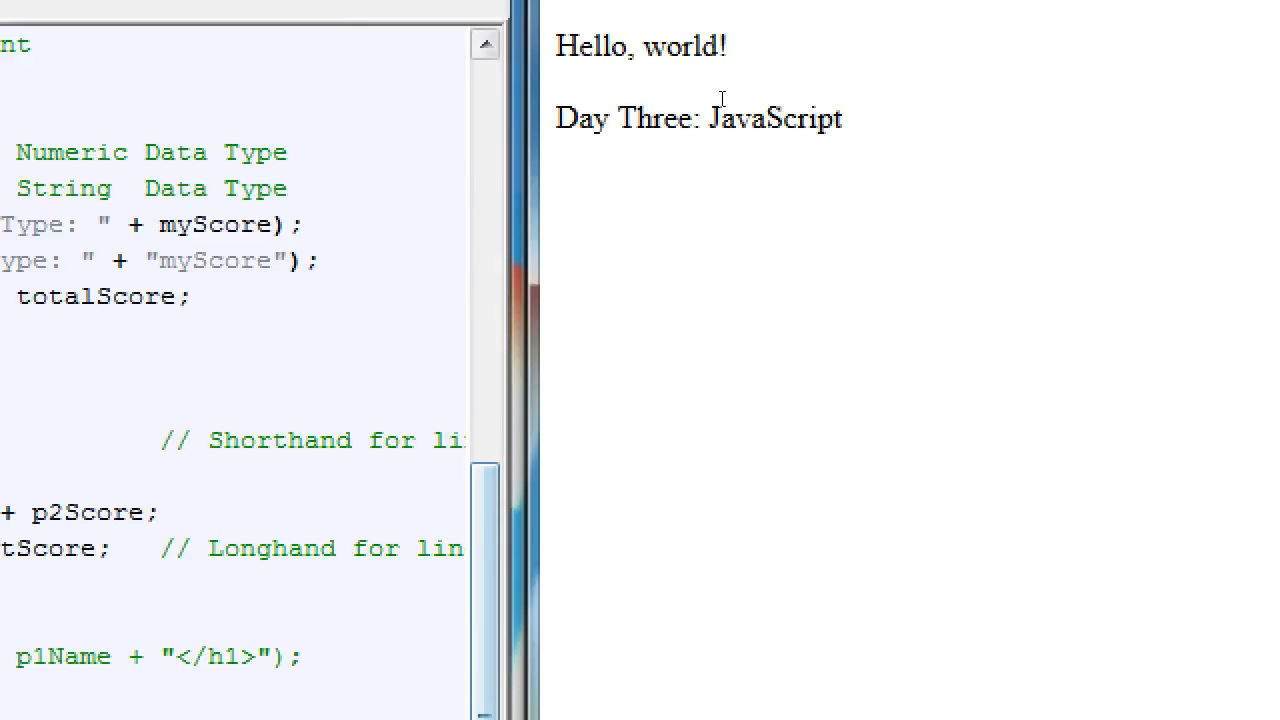 nt
Numeric Data Type
String  Data Type
Type: " + myScore);
ype: " + "myScore");
totalScore;
// Shorthand for li
+ p2Score;
tScore;   // Longhand for lin
p1Name + "</h1>");
Hello, world!
Day Three: JavaScript